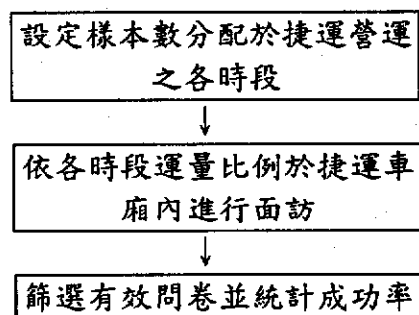 設定樣本數分配於捷運營運
之各時段
依各時段運量比例於捷運車
廂內進行面訪
篩選有效問卷並統計成功率